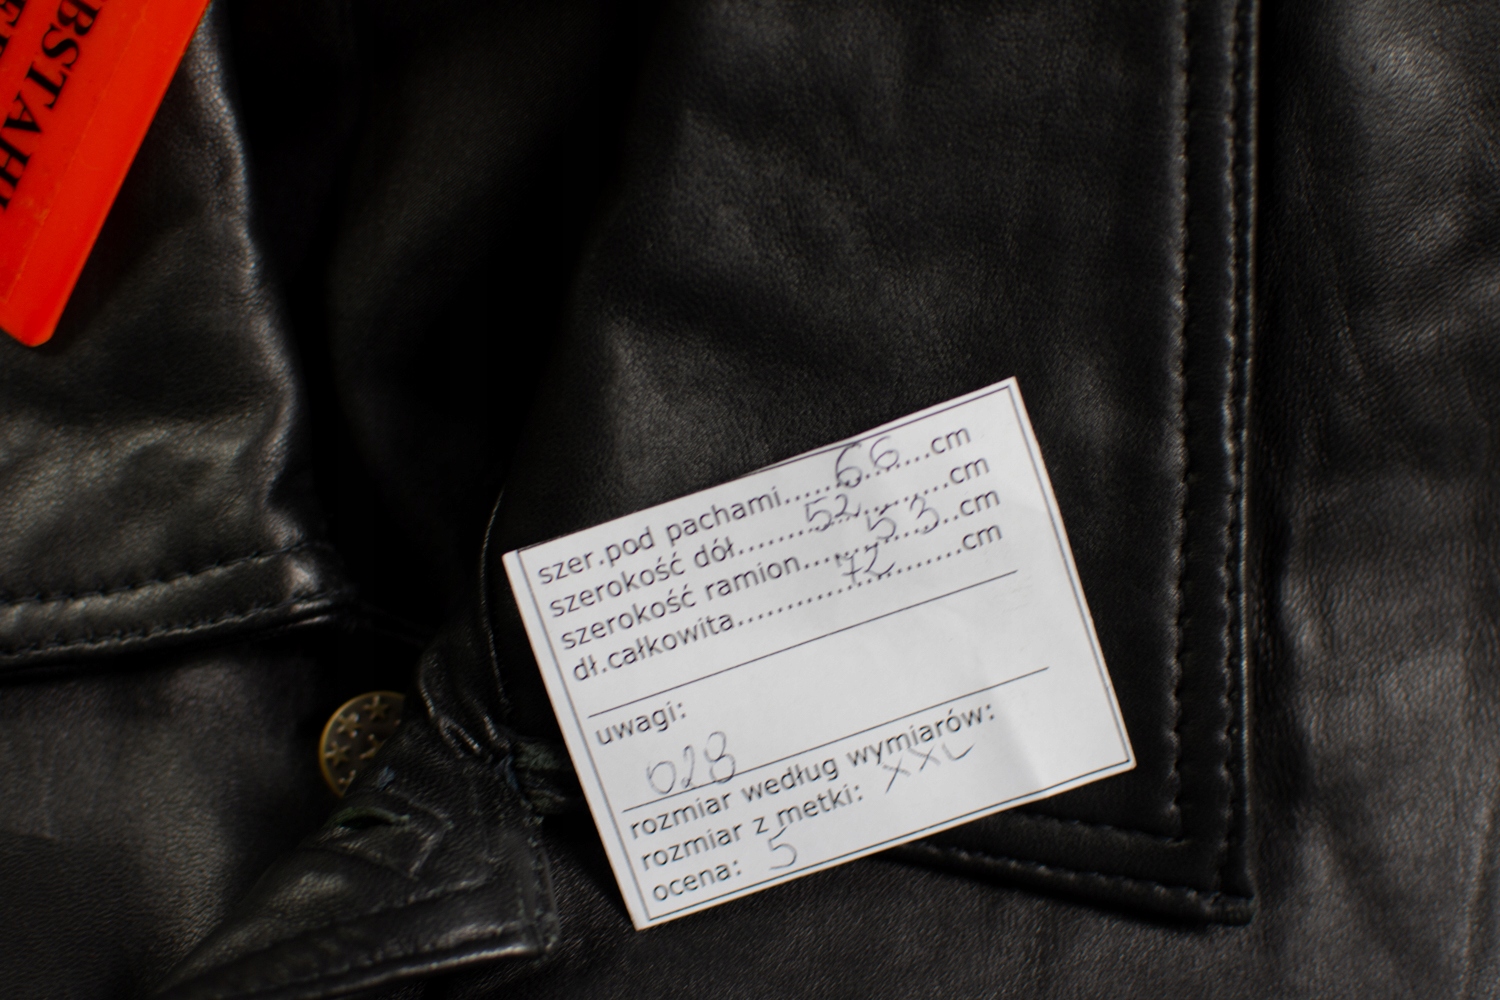 BSTAH
szer.pod pachami......66......cm
szerokość dół.......52.......cm
szerokość ramion......53...cm
dł.całkowita............72.........cm
uwagi:
028
rozmiar według wymiarów:
rozmiar z metki: XXL
ocena: 5